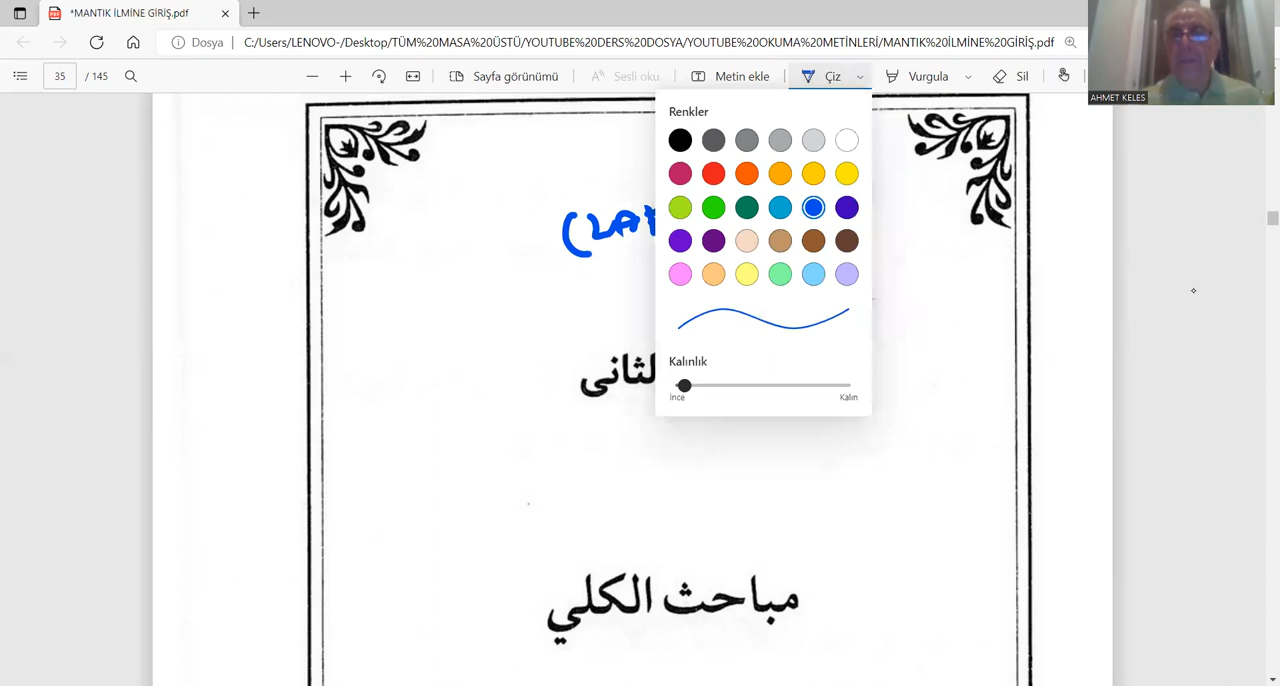 *MANTIK İLMİNE GİRİŞ.pdf
Dosya C:/Users/LENOVO-/Desktop/TÜM%20MASA%20ÜSTÜ/YOUTUBE%20DERS%20DOSYA/YOUTUBE%20OKUMA%20METİNLERİ/MANTIK%20İLMİNE%20GİRİŞ.pdf
35 / 145 Sayfa görünümü Sesli oku Metin ekle Çiz Vurgula Sil
AHMET KELES
Renkler
Kalınlık
İnce Kalın
لثانى
مباحث الكلي